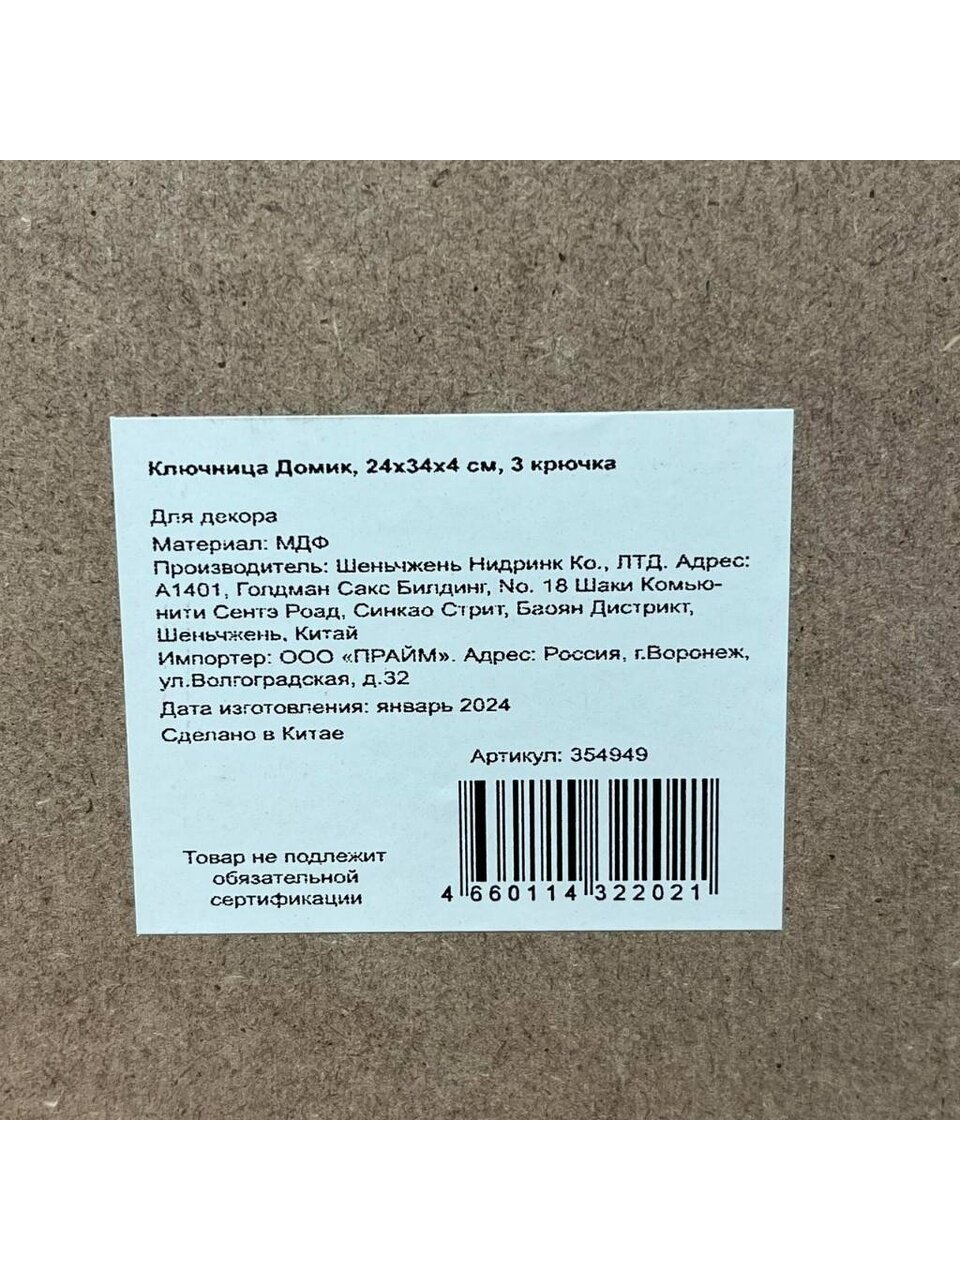 Ключница Домик, 24х34х4 см, 3 крючка
Для декора
Материал: МДФ
Производитель: Шеньчжень Нидринк Ко., ЛТД. Адрес:
А1401, Голдман Сакс Билдинг, No. 18 Шаки Комью-
нити Сентэ Роад, Синкао Стрит, Баоян Дистрикт,
Шеньчжень, Китай
Импортер: ООО «ПРАЙМ». Адрес: Россия, г.Воронеж,
ул.Волгоградская, д.32
Дата изготовления: январь 2024
Сделано в Китае
Артикул: 354949
Товар не подлежит
обязательной
сертификации
4 660114 322021